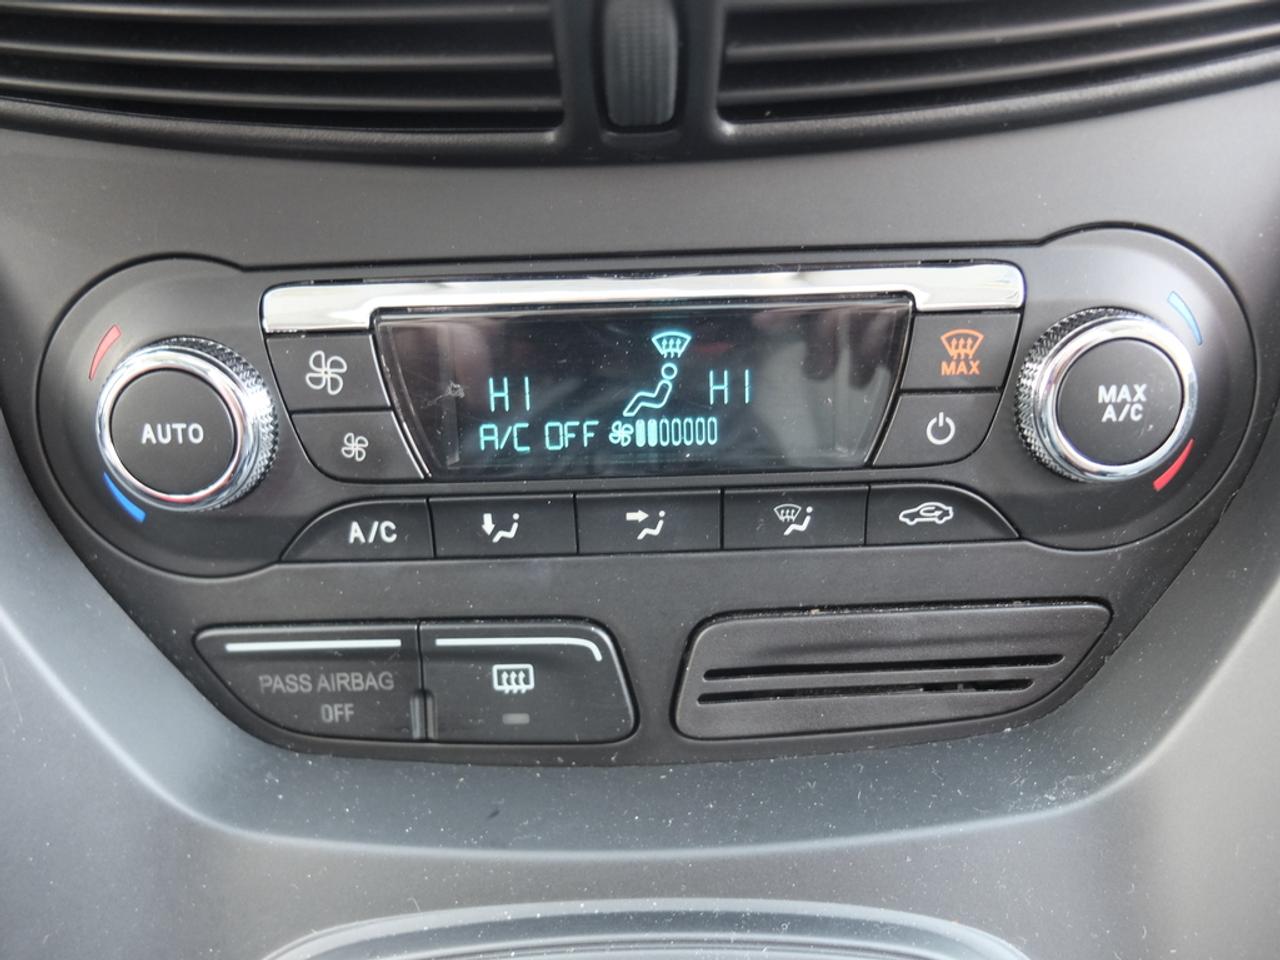 HI HI
A/C OFF
MAX
AUTO
MAX
A/C
A/C
PASS AIRBAG
OFF